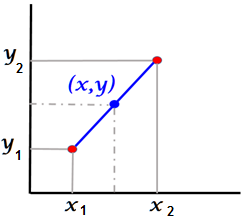 y₂
(x,y)
y₁
x₁ x₂